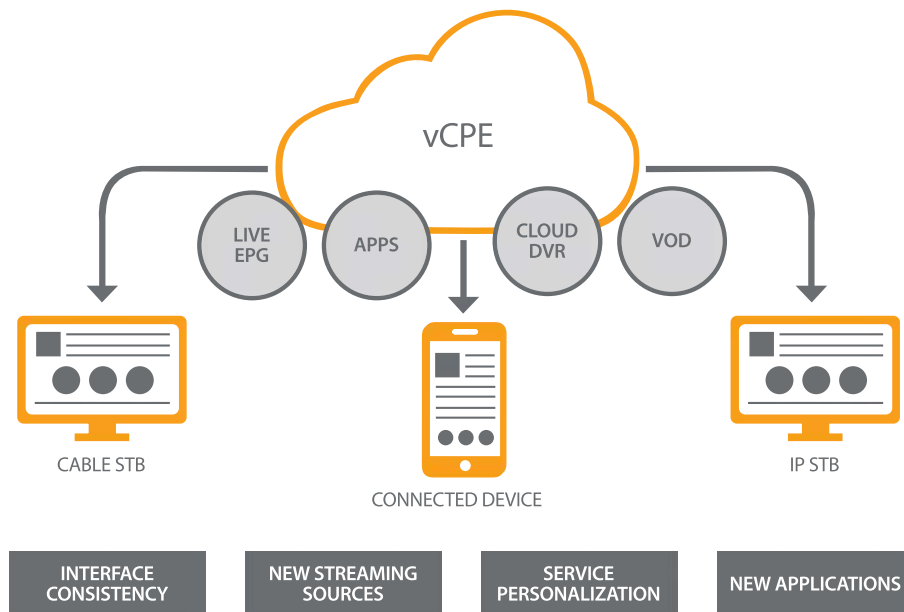 vCPE
LIVE
EPG
APPS
CLOUD
DVR
VOD
CABLE STB
CONNECTED DEVICE
IP STB
INTERFACE
CONSISTENCY
NEW STREAMING
SOURCES
SERVICE
PERSONALIZATION
NEW APPLICATIONS